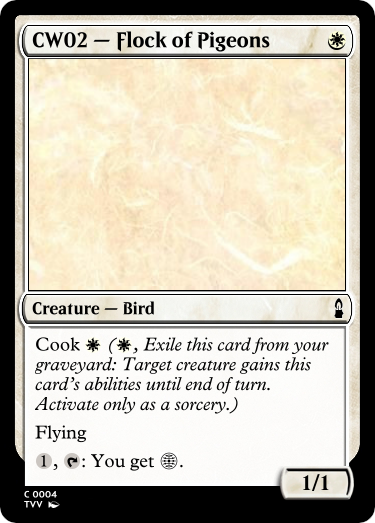 CW02 — Flock of Pigeons
Creature — Bird
Cook (, Exile this card from your
graveyard: Target creature gains this
card's abilities until end of turn.
Activate only as a sorcery.)
Flying
1, : You get .
1/1
C 0004
TVV